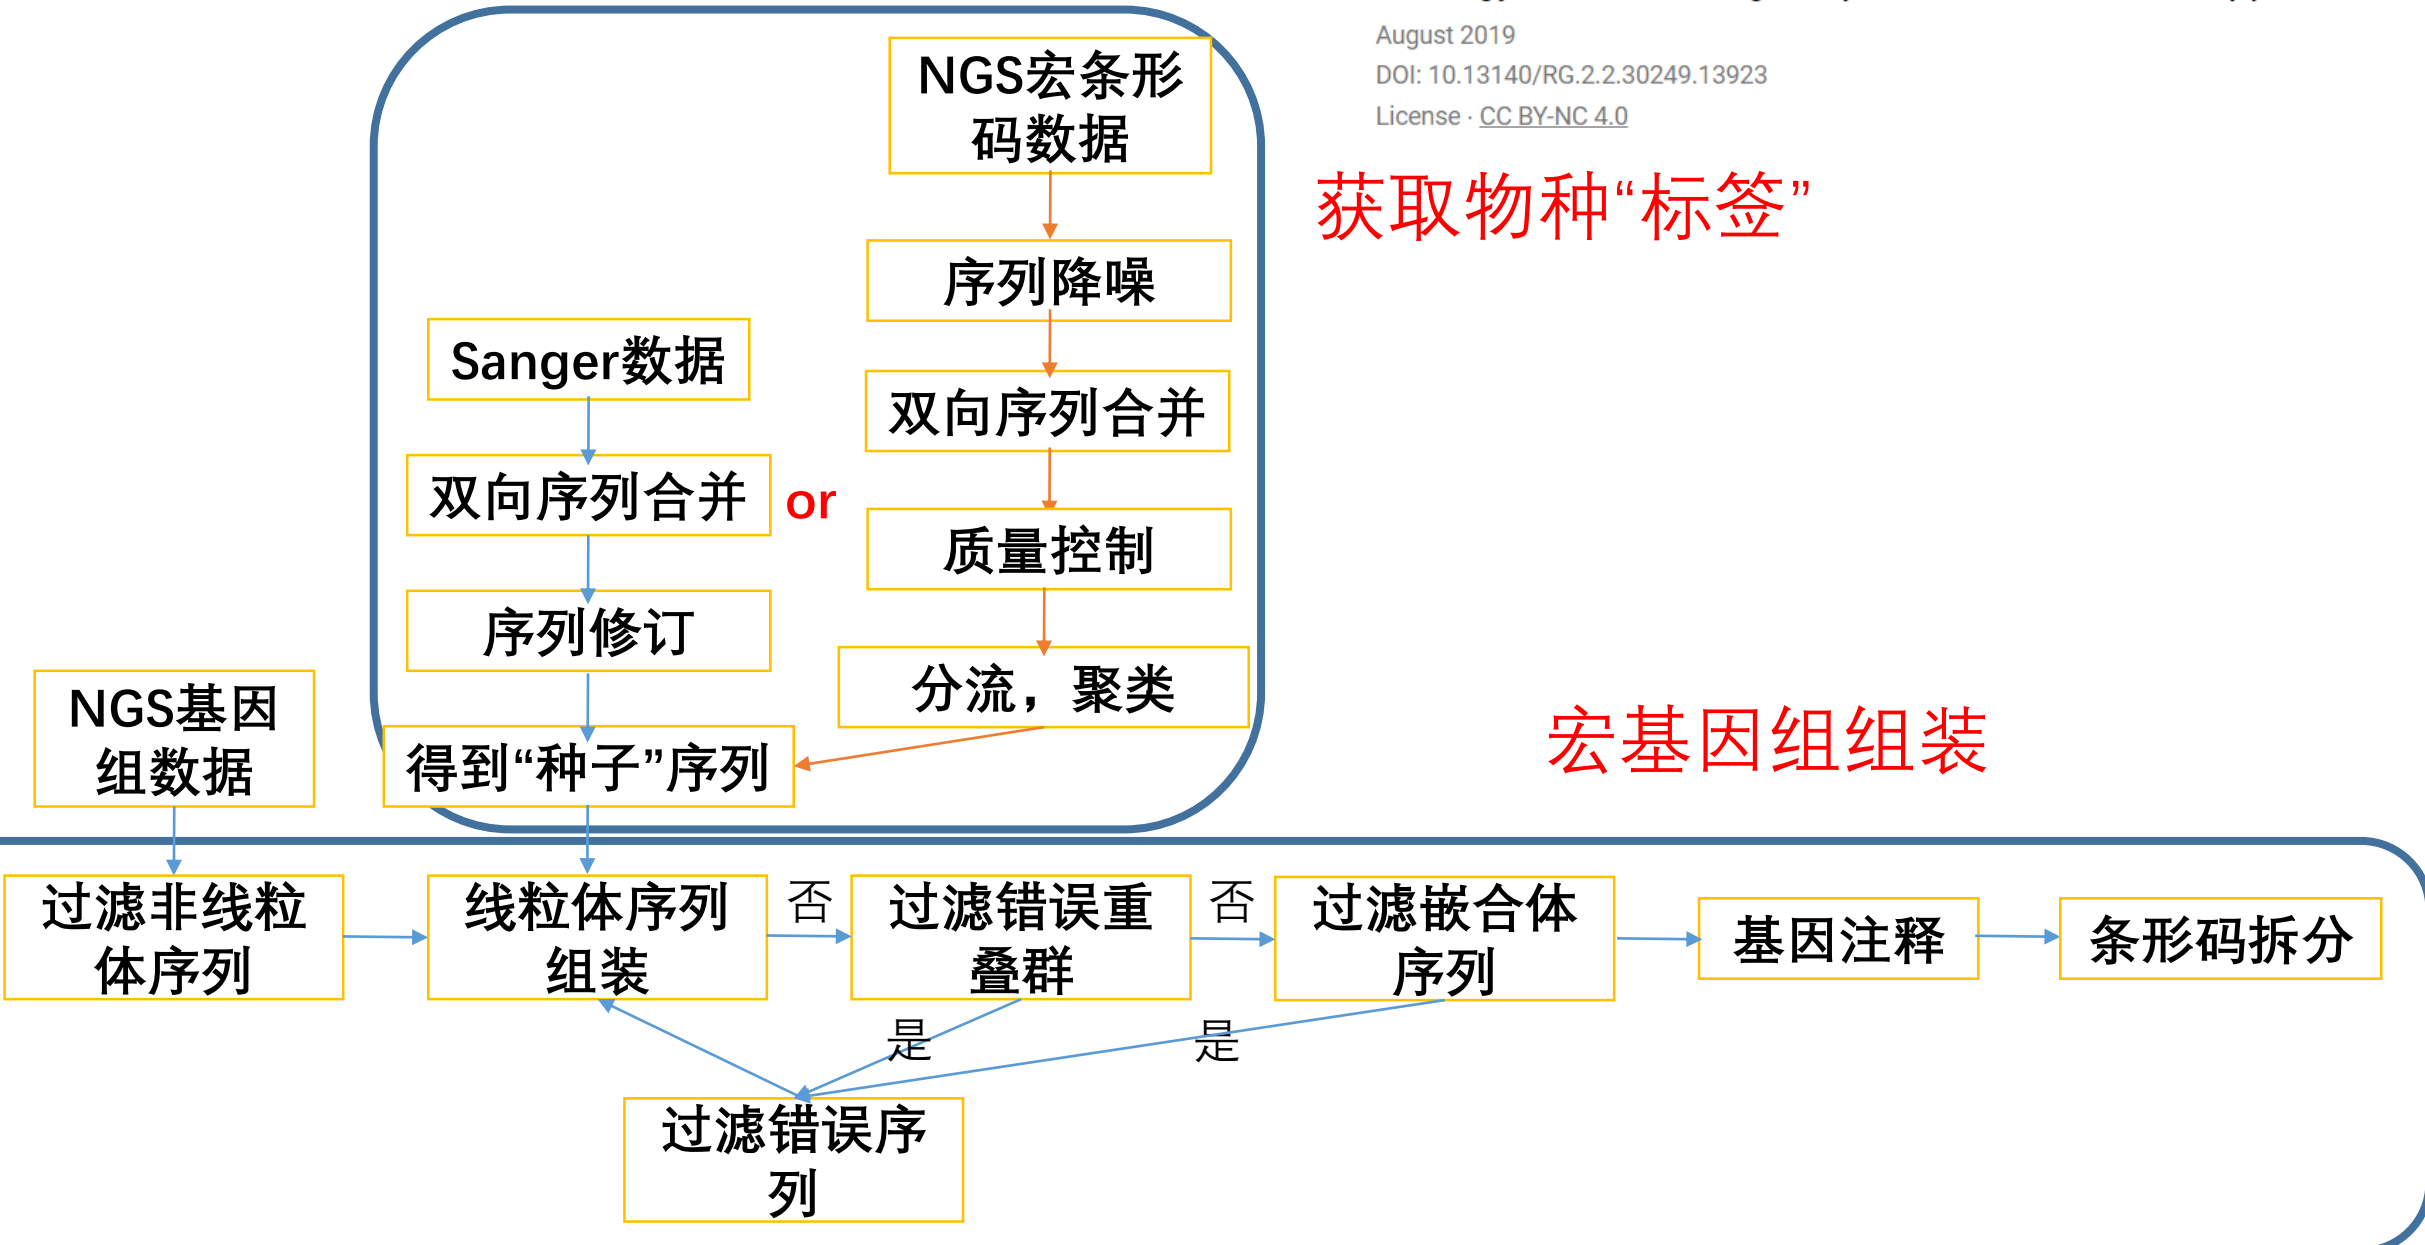 August 2019
DOI: 10.13140/RG.2.2.30249.13923
License · CC BY-NC 4.0
获取物种“标签”
NGS宏条形
码数据
序列降噪
双向序列合并
质量控制
分流，聚类
Sanger数据
双向序列合并
or
序列修订
得到“种子”序列
NGS基因
组数据
宏基因组组装
过滤非线粒
体序列
线粒体序列
组装
否
过滤错误重
叠群
否
过滤嵌合体
序列
基因注释
条形码拆分
是
是
过滤错误序
列